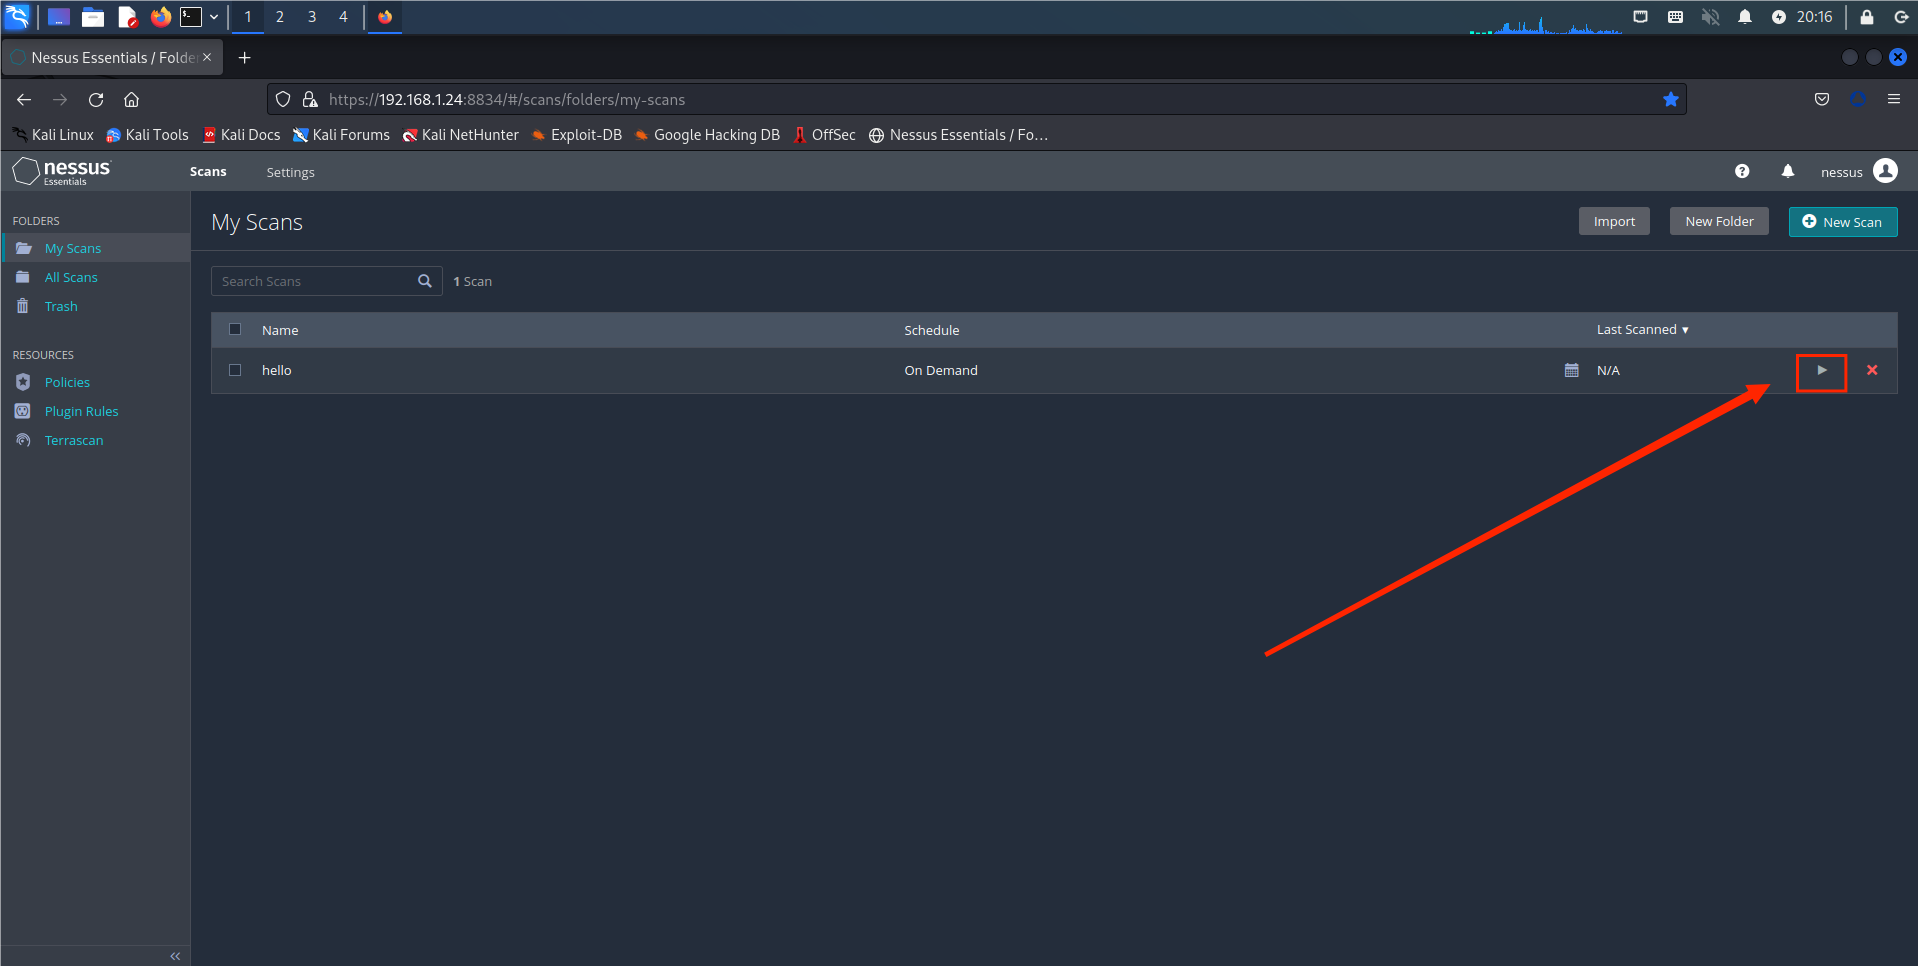 1 2 3 4 20:16
Nessus Essentials / Folde
https://192.168.1.24:8834/#/scans/folders/my-scans
Kali Linux Kali Tools Kali Docs Kali Forums Kali NetHunter Exploit-DB Google Hacking DB OffSec Nessus Essentials / Fo...
nessus Essentials Scans Settings nessus
FOLDERS
My Scans
All Scans
Trash
RESOURCES
Policies
Plugin Rules
Terrascan
My Scans Import New Folder New Scan
Search Scans 1 Scan
Name Schedule Last Scanned
hello On Demand N/A